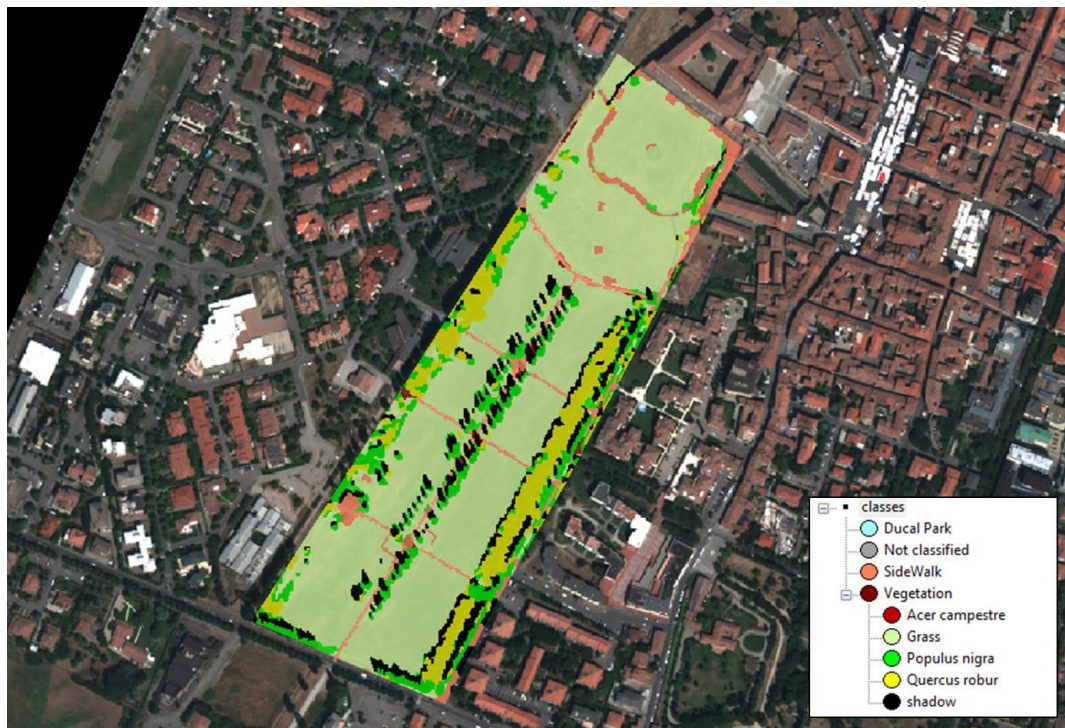 classes
Ducal Park
Not classified
SideWalk
Vegetation
Acer campestre
Grass
Populus nigra
Quercus robur
shadow